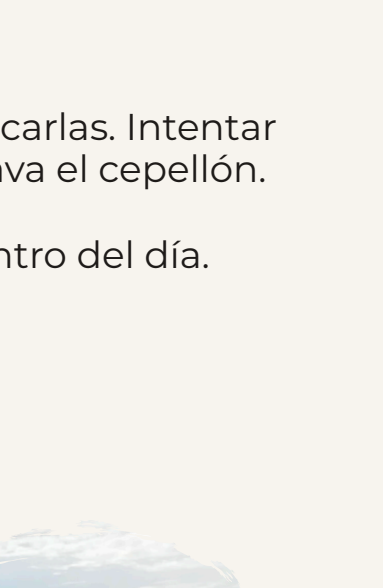 carlas. Intentar
va el cepellón.
ntro del día.